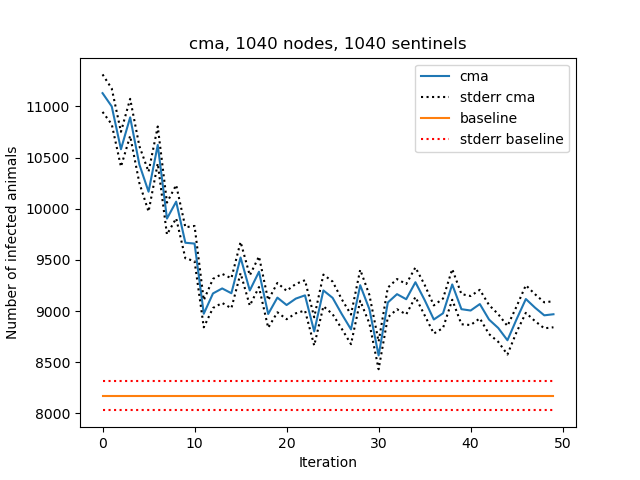 cma, 1040 nodes, 1040 sentinels
cma
stderr cma
baseline
stderr baseline
Number of infected animals
11000
10500
10000
9500
9000
8500
8000
0 10 20 30 40 50
Iteration